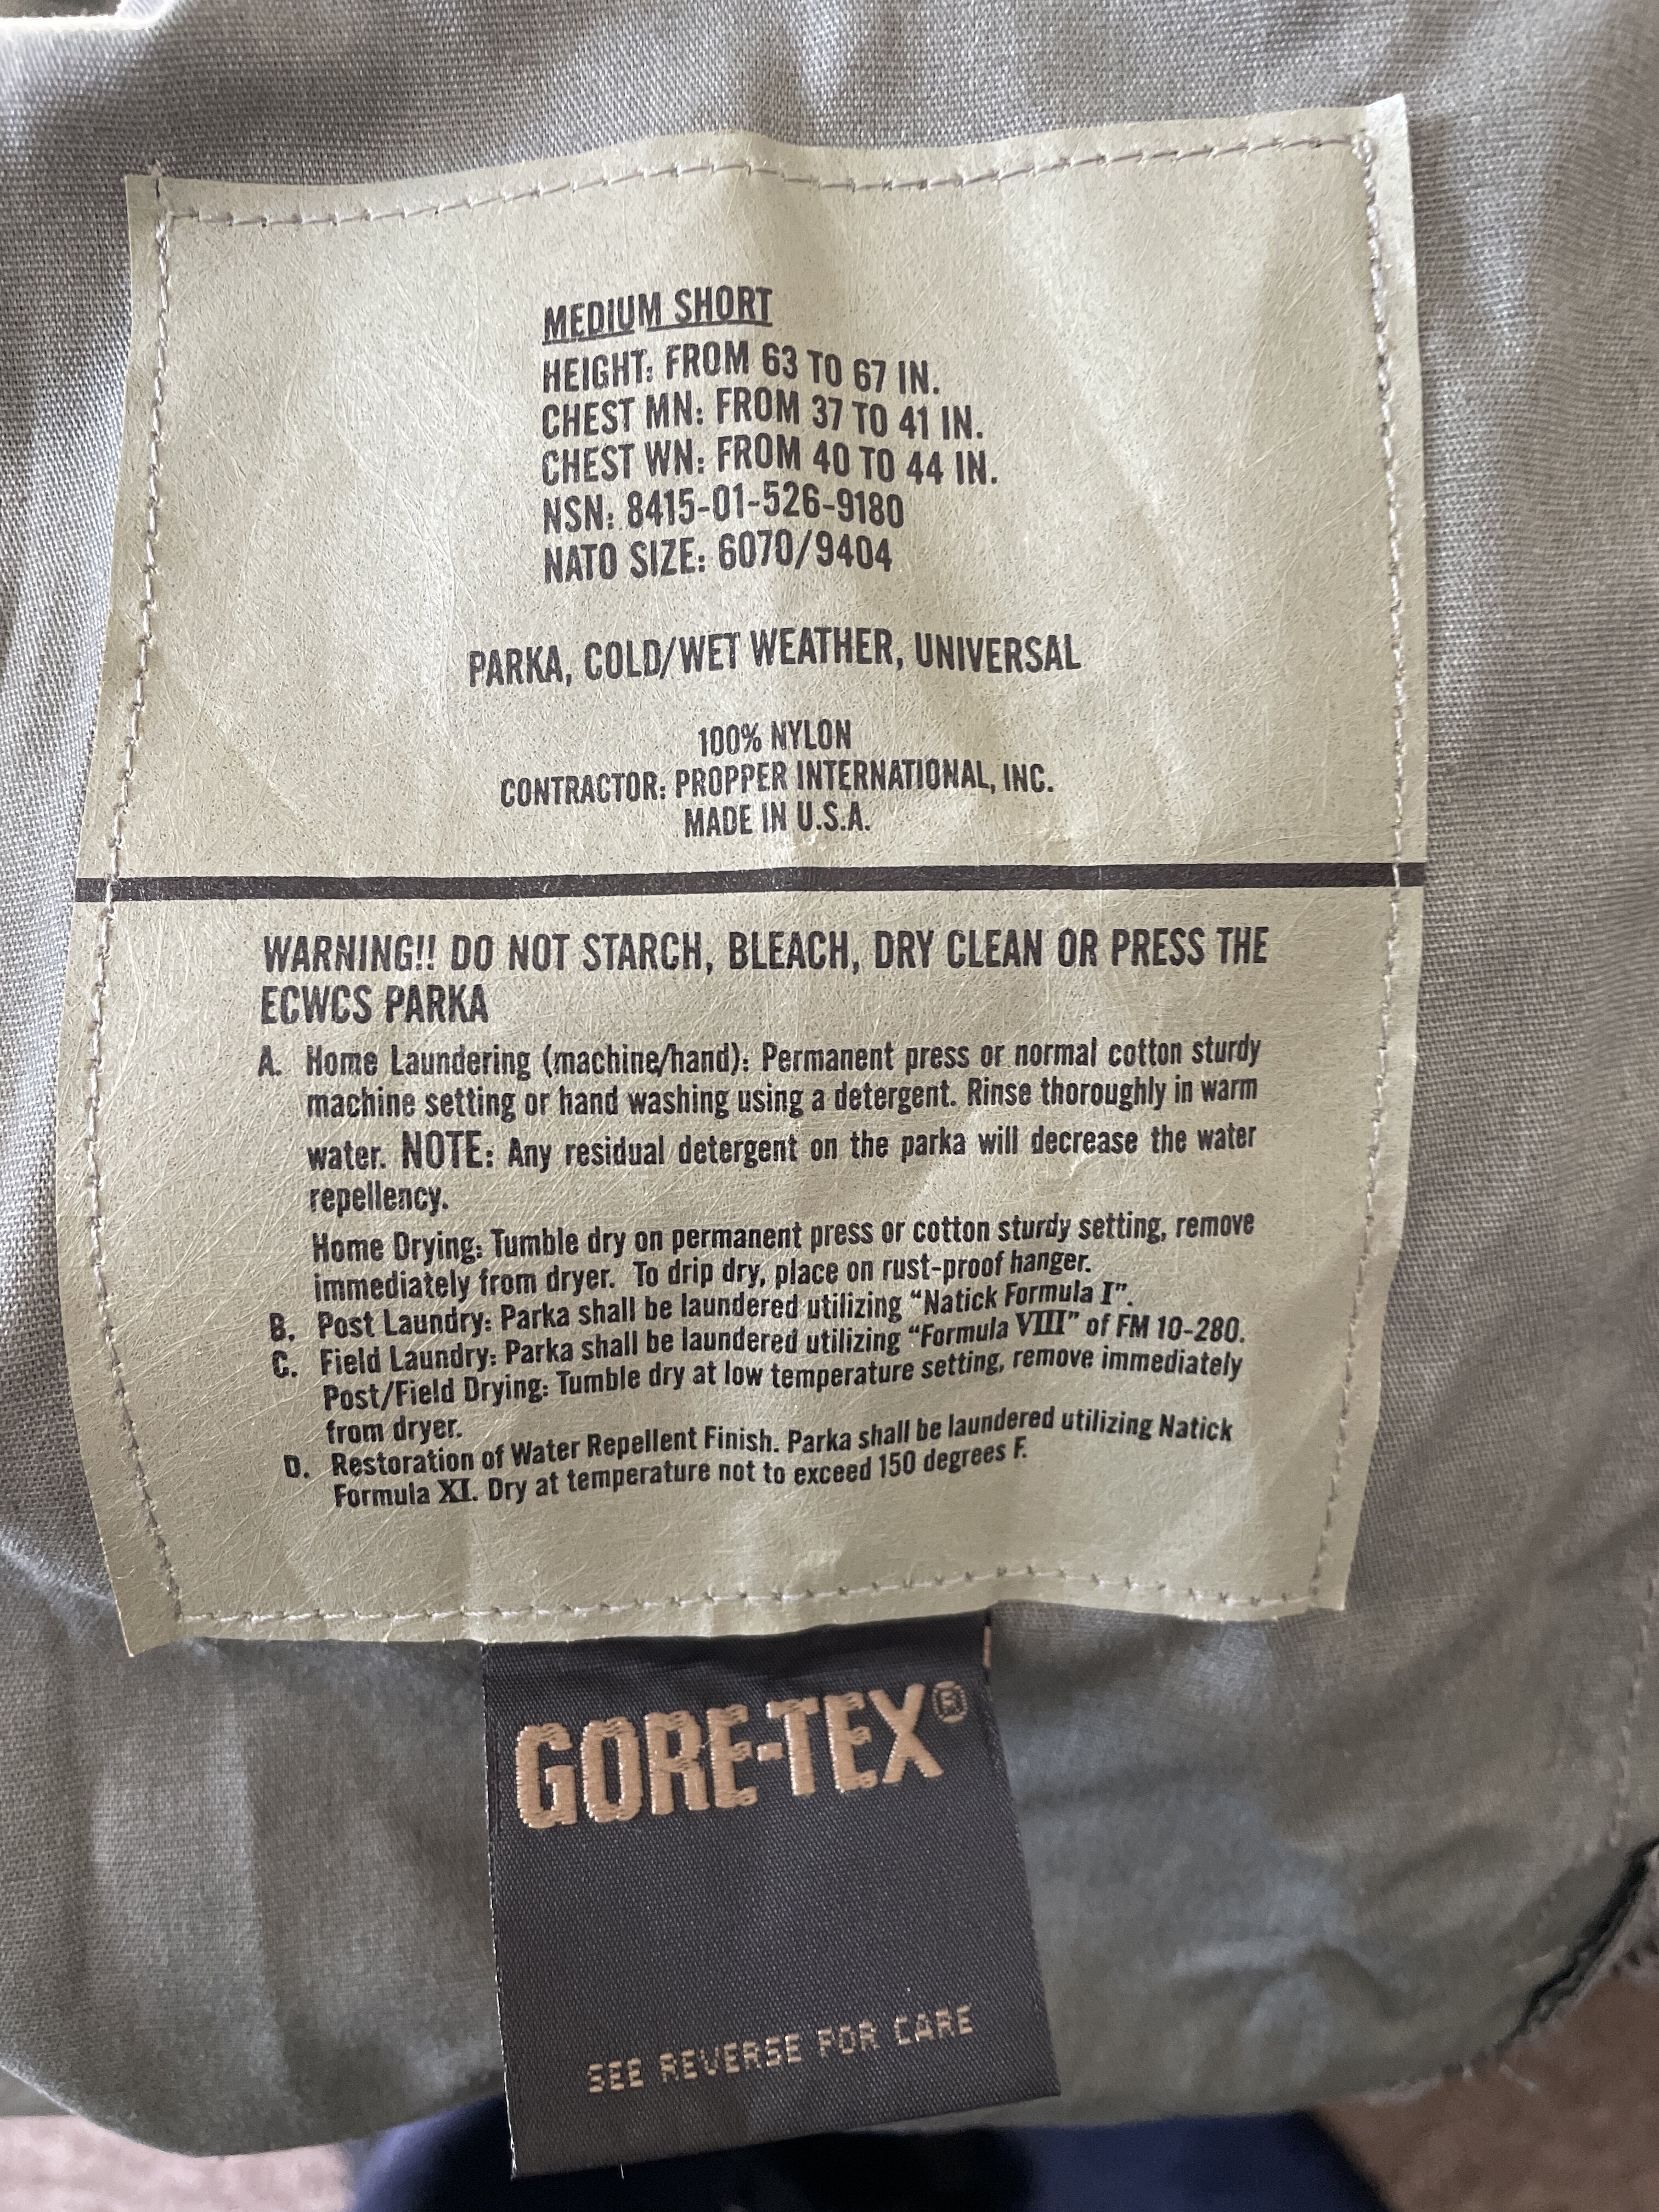 MEDIUM SHORT
HEIGHT: FROM 63 TO 67 IN.
CHEST MN: FROM 37 TO 41 IN.
CHEST WN: FROM 40 TO 44 IN.
NSN: 8415-01-526-9180
NATO SIZE: 6070/9404
PARKA, COLD/WET WEATHER, UNIVERSAL
100% NYLON
CONTRACTOR: PROPPER INTERNATIONAL, INC.
MADE IN U.S.A.
WARNING!! DO NOT STARCH, BLEACH, DRY CLEAN OR PRESS THE
ECWCS PARKA
A. Home Laundering (machine/hand): Permanent press or normal cotton sturdy
machine setting or hand washing using a detergent. Rinse thoroughly in warm
water. NOTE: Any residual detergent on the parka will decrease the water
repellency.
Home Drying: Tumble dry on permanent press or cotton sturdy setting, remove
immediately from dryer. To drip dry, place on rust-proof hanger.
B. Post Laundry: Parka shall be laundered utilizing “Natick Formula I”.
C. Field Laundry: Parka shall be laundered utilizing “Formula VIII” of FM 10-280.
Post/Field Drying: Tumble dry at low temperature setting, remove immediately
from dryer.
D. Restoration of Water Repellent Finish. Parka shall be laundered utilizing Natick
Formula XI. Dry at temperature not to exceed 150 degrees F.
GORE-TEX®
SEE REVERSE FOR CARE